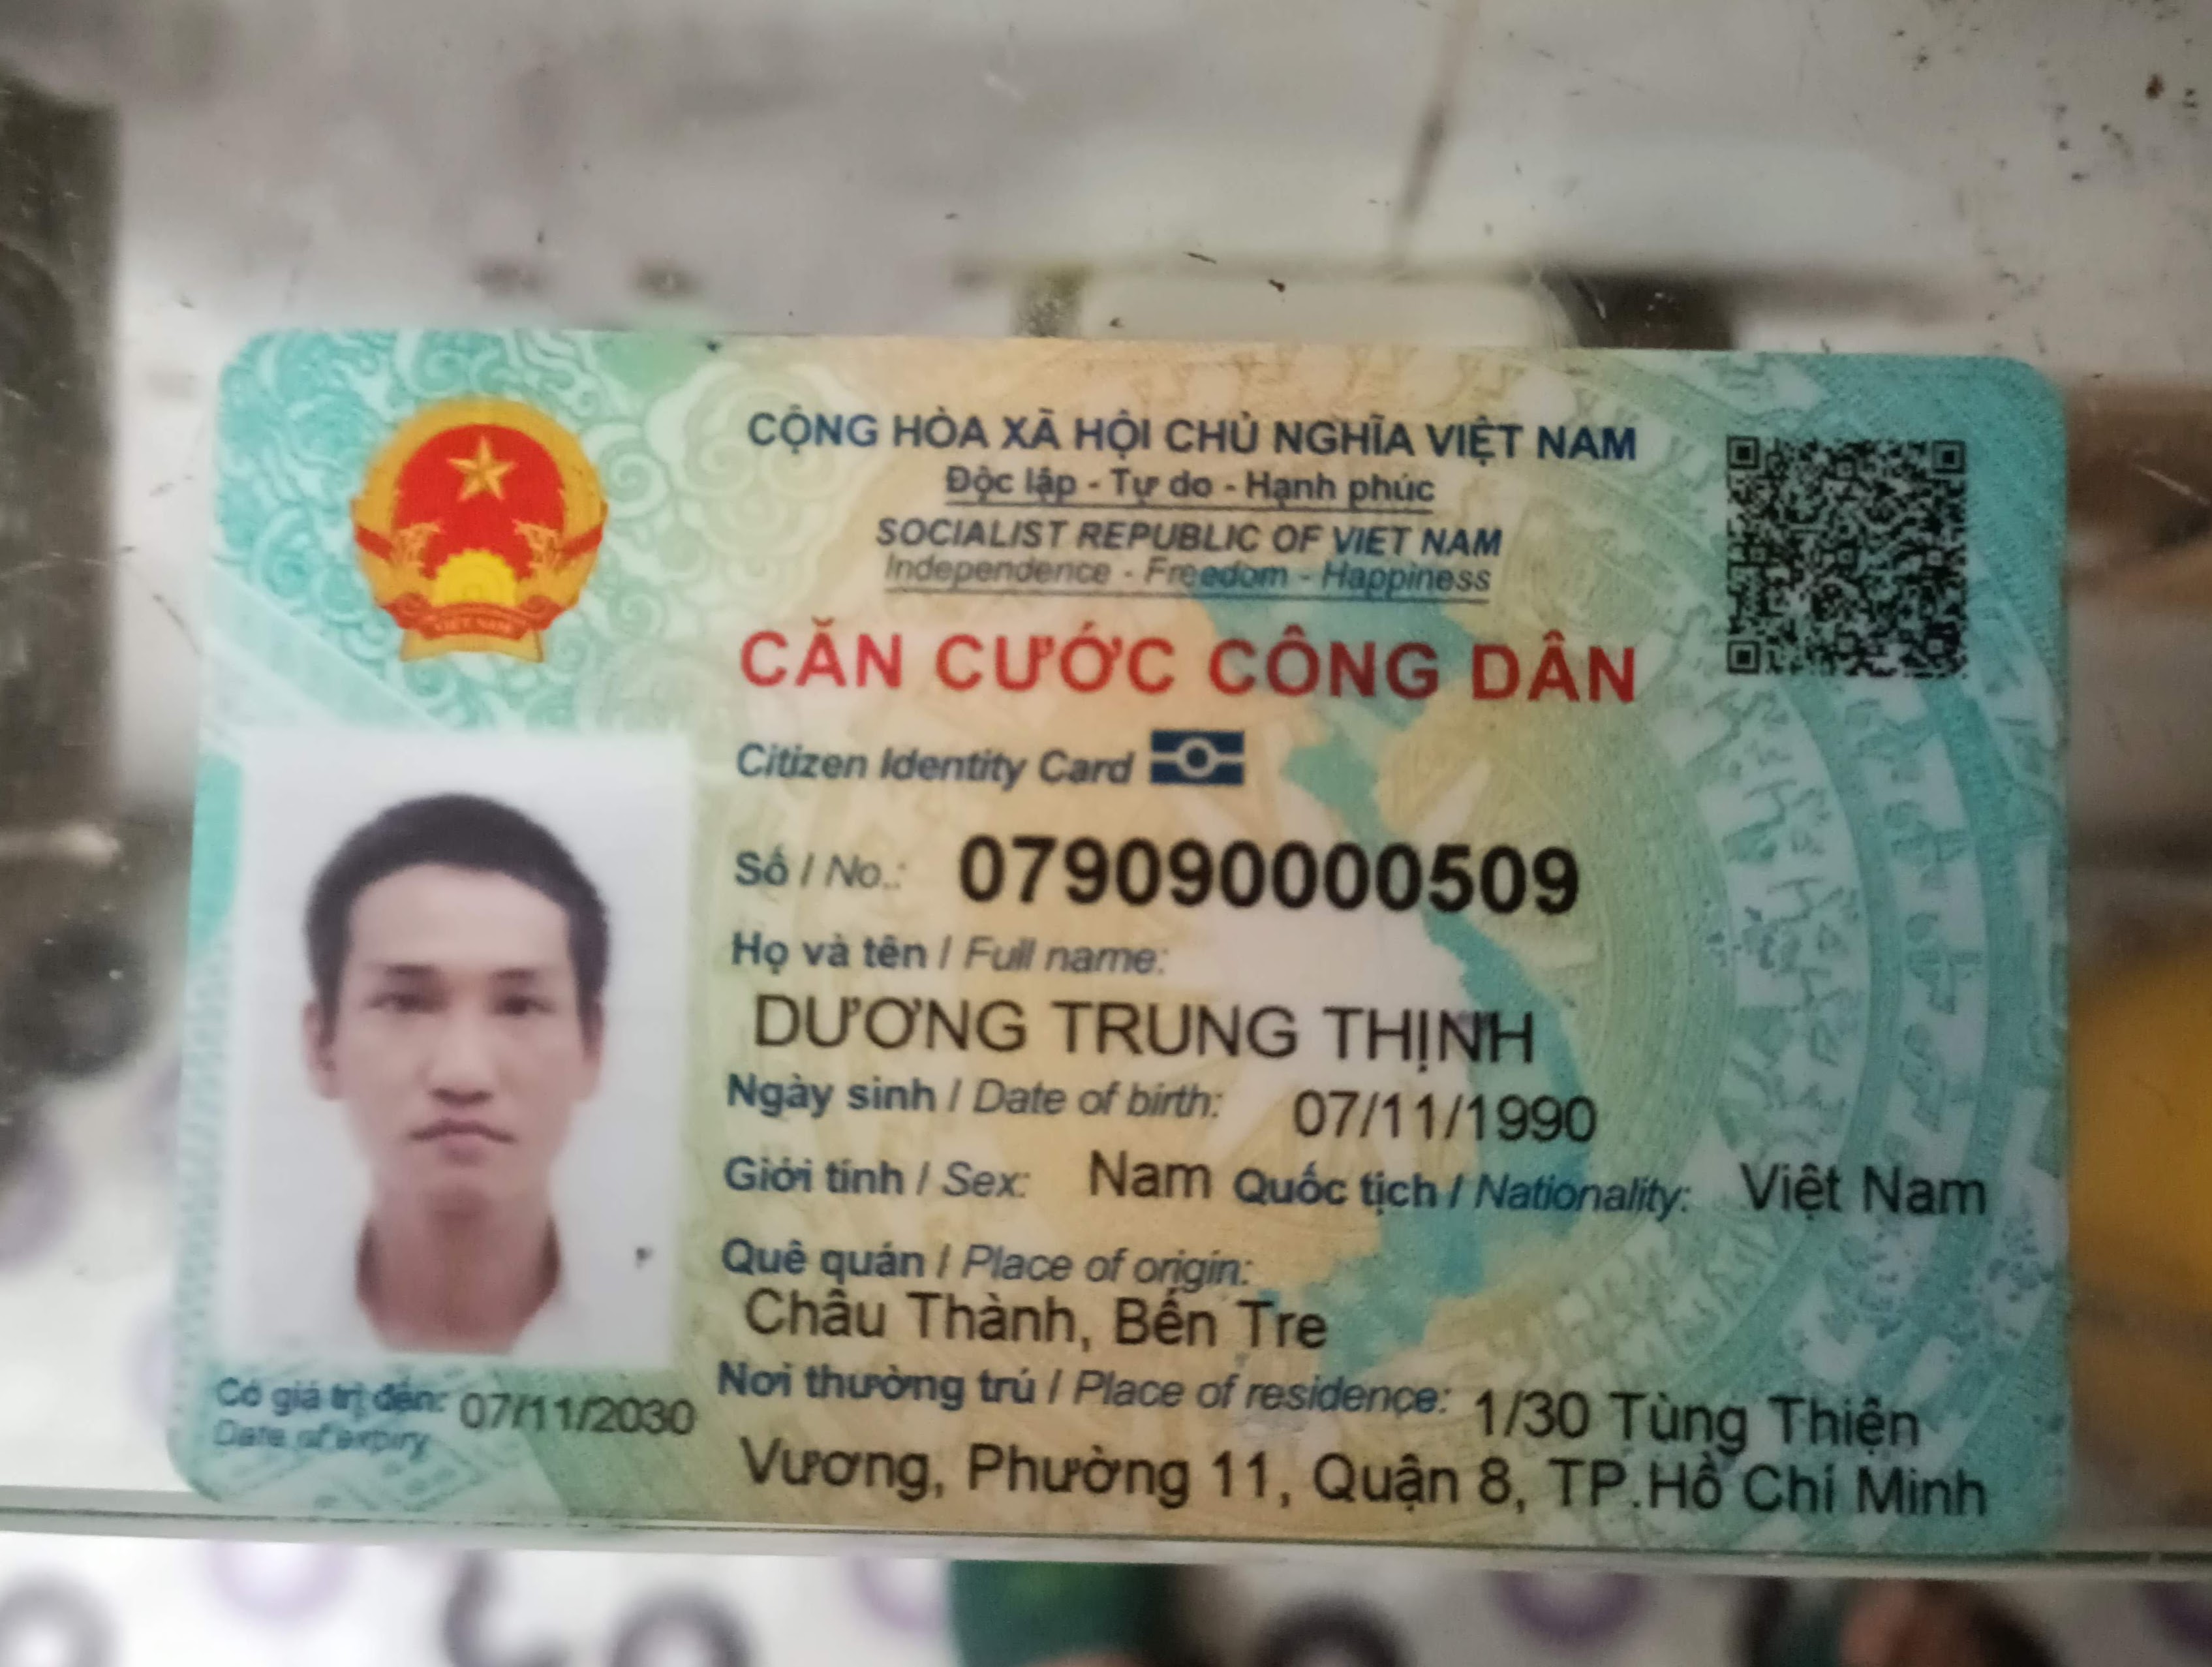 CỘNG HÒA XÃ HỘI CHỦ NGHĨA VIỆT NAM
Độc lập - Tự do - Hạnh phúc
SOCIALIST REPUBLIC OF VIET NAM
Independence - Freedom - Happiness
CĂN CƯỚC CÔNG DÂN
Citizen Identity Card
Số / No.: 079090000509
Họ và tên / Full name:
DƯƠNG TRUNG THỊNH
Ngày sinh / Date of birth: 07/11/1990
Giới tính / Sex: Nam Quốc tịch / Nationality: Việt Nam
Quê quán / Place of origin:
Châu Thành, Bến Tre
Nơi thường trú / Place of residence: 1/30 Tùng Thiện
Vương, Phường 11, Quận 8, TP.Hồ Chí Minh
Có giá trị đến: 07/11/2030
Date of expiry
VIỆT NAM